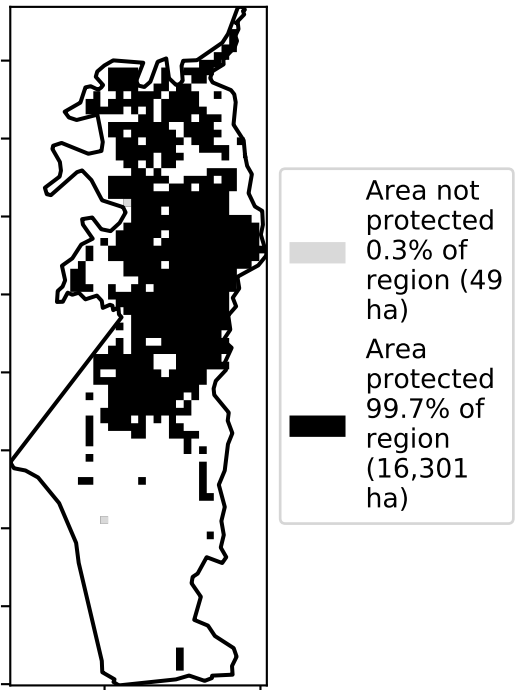 Area not
protected
0.3% of
region (49
ha)
Area
protected
99.7% of
region
(16,301
ha)